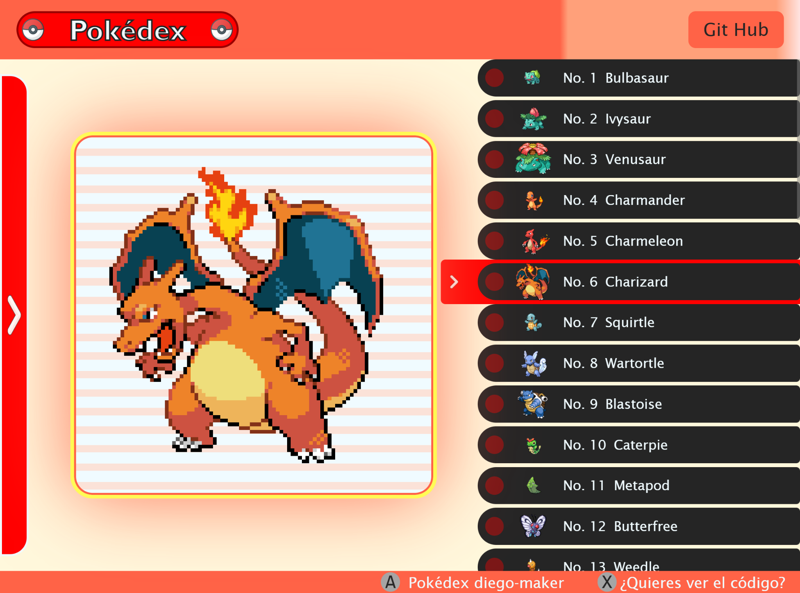 Pokédex
Git Hub
No. 1 Bulbasaur
No. 2 Ivysaur
No. 3 Venusaur
No. 4 Charmander
No. 5 Charmeleon
No. 6 Charizard
No. 7 Squirtle
No. 8 Wartortle
No. 9 Blastoise
No. 10 Caterpie
No. 11 Metapod
No. 12 Butterfree
No. 13 Weedle
A Pokédex diego-maker
X ¿Quieres ver el código?